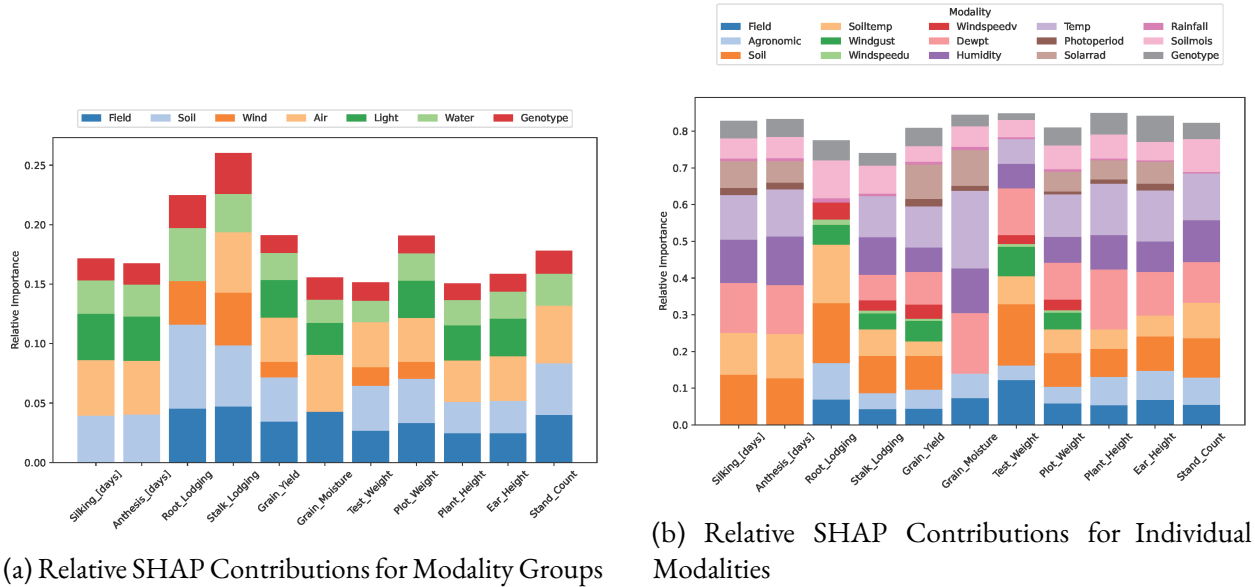 Field Soil Wind Air Light Water Genotype
Relative Importance
0.25
0.20
0.15
0.10
0.05
0.00
Silking_[days] Anthesis_[days] Root_Lodging Stalk_Lodging Grain_Yield Grain_Moisture Test_Weight Plot_Weight Plant_Height Ear_Height Stand_Count
(a) Relative SHAP Contributions for Modality Groups
Modality
Field Soiltemp Windspeedv Temp Rainfall
Agronomic Windgust Dewpt Photoperiod Soilmois
Soil Windspeedu Humidity Solarrad Genotype
Relative Importance
0.8
0.7
0.6
0.5
0.4
0.3
0.2
0.1
0.0
Silking_[days] Anthesis_[days] Root_Lodging Stalk_Lodging Grain_Yield Grain_Moisture Test_Weight Plot_Weight Plant_Height Ear_Height Stand_Count
(b) Relative SHAP Contributions for Individual
Modalities